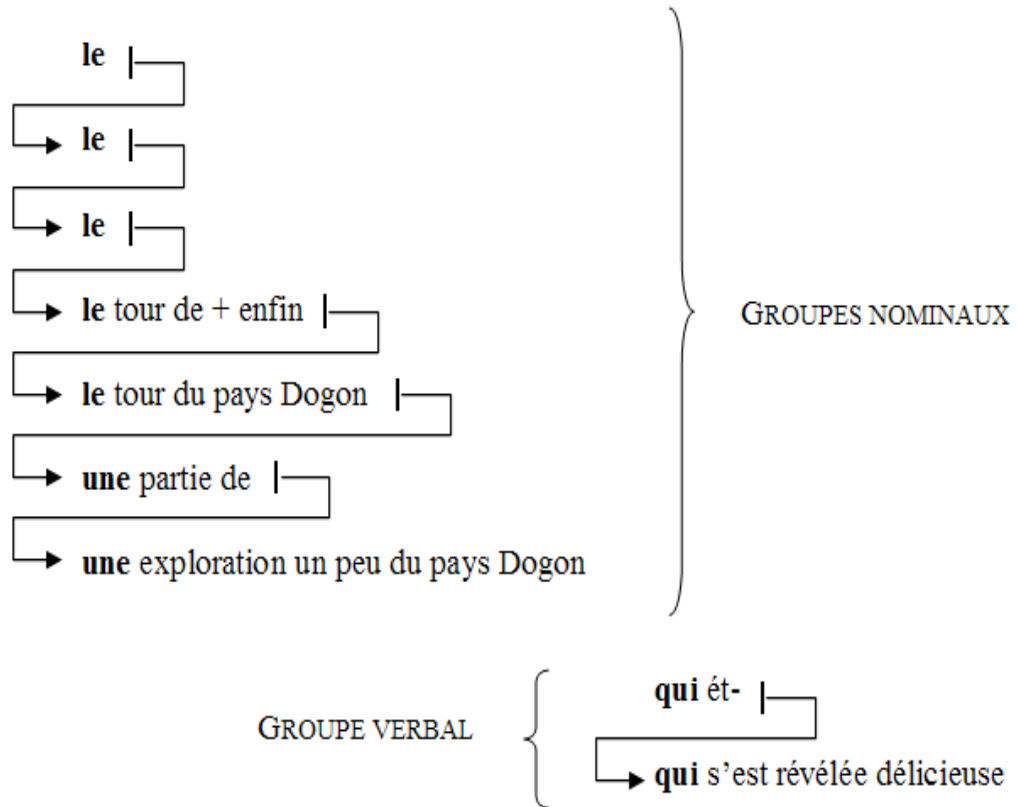 le
le
le
le tour de + enfin
GROUPES NOMINAUX
le tour du pays Dogon
une partie de
une exploration un peu du pays Dogon
qui ét-
GROUPE VERBAL
qui s’est révélée délicieuse